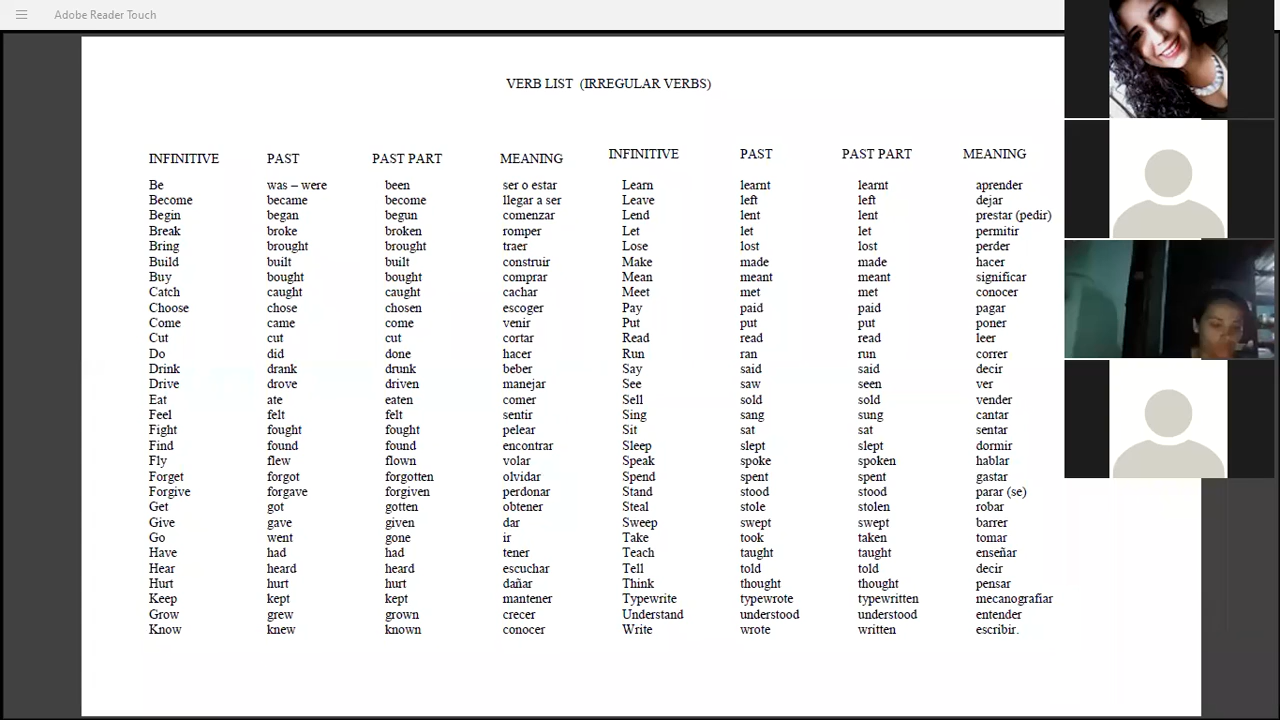 Adobe Reader Touch
VERB LIST (IRREGULAR VERBS)
INFINITIVE PAST PAST PART MEANING
Be was – were been ser o estar
Become became become llegar a ser
Begin began begun comenzar
Break broke broken romper
Bring brought brought traer
Build built built construir
Buy bought bought comprar
Catch caught caught cachar
Choose chose chosen escoger
Come came come venir
Cut cut cut cortar
Do did done hacer
Drink drank drunk beber
Drive drove driven manejar
Eat ate eaten comer
Feel felt felt sentir
Fight fought fought pelear
Find found found encontrar
Fly flew flown volar
Forget forgot forgotten olvidar
Forgive forgave forgiven perdonar
Get got gotten obtener
Give gave given dar
Go went gone ir
Have had had tener
Hear heard heard escuchar
Hurt hurt hurt dañar
Keep kept kept mantener
Grow grew grown crecer
Know knew known conocer
INFINITIVE PAST PAST PART MEANING
Learn learnt learnt aprender
Leave left left dejar
Lend lent lent prestar (pedir)
Let let let permitir
Lose lost lost perder
Make made made hacer
Mean meant meant significar
Meet met met conocer
Pay paid paid pagar
Put put put poner
Read read read leer
Run ran run correr
Say said said decir
See saw seen ver
Sell sold sold vender
Sing sang sung cantar
Sit sat sat sentar
Sleep slept slept dormir
Speak spoke spoken hablar
Spend spent spent gastar
Stand stood stood parar (se)
Steal stole stolen robar
Sweep swept swept barrer
Take took taken tomar
Teach taught taught enseñar
Tell told told decir
Think thought thought pensar
Typewrite typewrote typewritten mecanografiar
Understand understood understood entender
Write wrote written escribir.